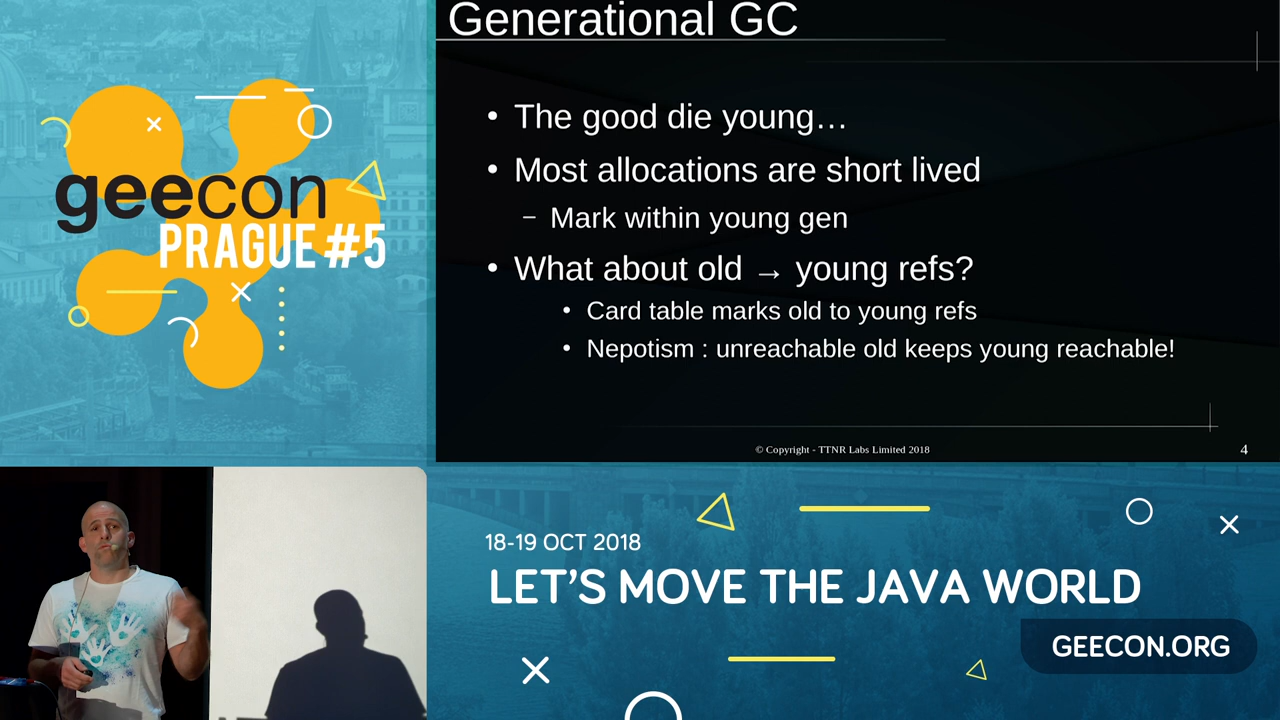 geecon
PRAGUE #5
Generational GC
• The good die young…
• Most allocations are short lived
– Mark within young gen
• What about old → young refs?
• Card table marks old to young refs
• Nepotism : unreachable old keeps young reachable!
© Copyright - TTNR Labs Limited 2018
4
18-19 OCT 2018
LET'S MOVE THE JAVA WORLD
GEECON.ORG